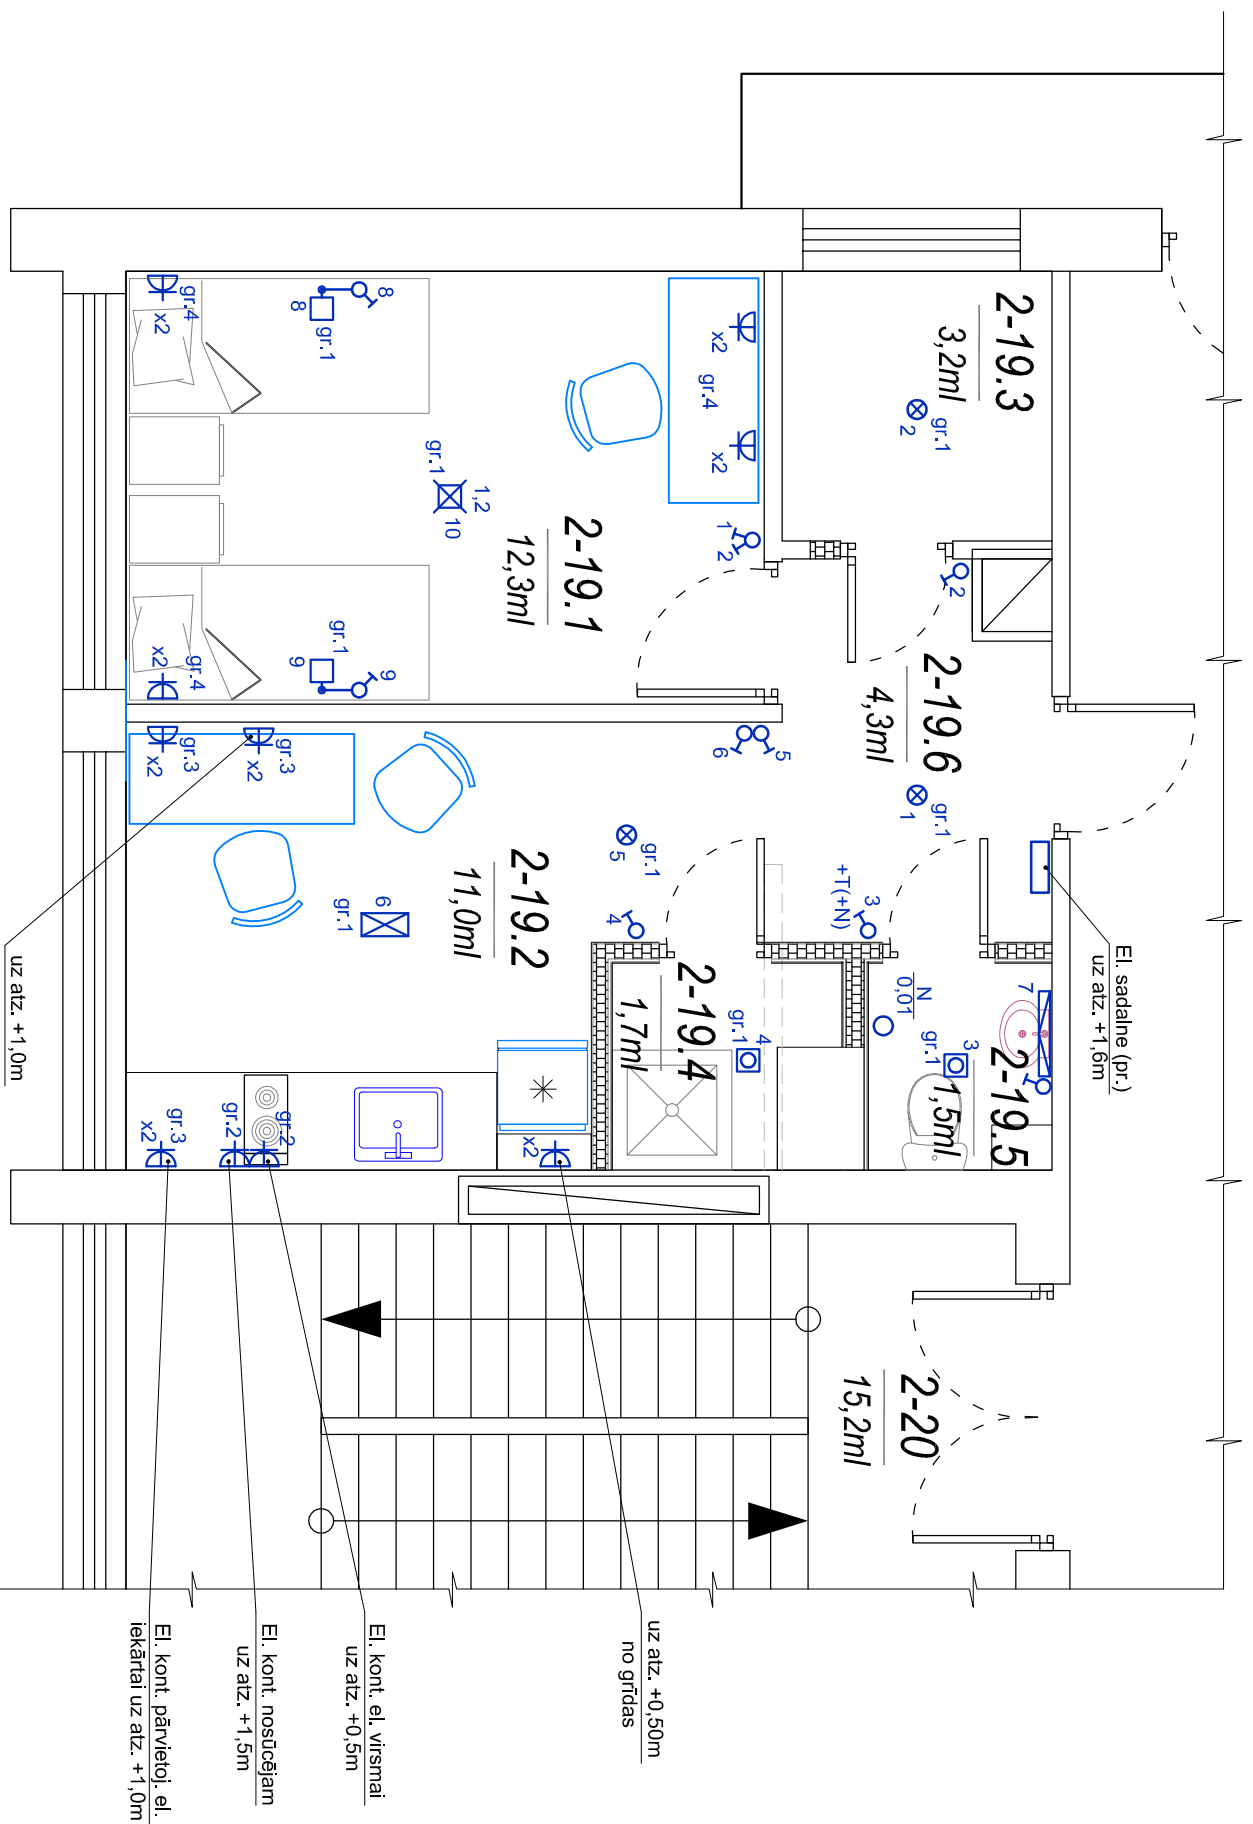 2-19.3
3,2ml
gr.1
2
2
8
8
gr.1
gr.4
x2
x2
gr.4
x2
1
2
gr.1
1,2
10
2-19.1
12,3ml
gr.1
9
9
gr.4
x2
2-19.6
4,3ml
gr.1
1
5
6
gr.3
x2
gr.3
x2
gr.1
5
2-19.2
11,0ml
6
gr.1
4
3
+T(+N)
N
0,01
7
3
gr.1
2-19.5
1,5ml
2-19.4
1,7ml
4
gr.1
x2
gr.2
gr.2
gr.3
x2
El. sadalne (pr.)
uz atz. +1,6m
uz atz. +1,0m
2-20
15,2ml
uz atz. +0,50m
no grīdas
El. kont. el. virsmai
uz atz. +0,5m
El. kont. nosūcējam
uz atz. +1,5m
El. kont. pārvietoj. el.
iekārtai uz atz. +1,0m